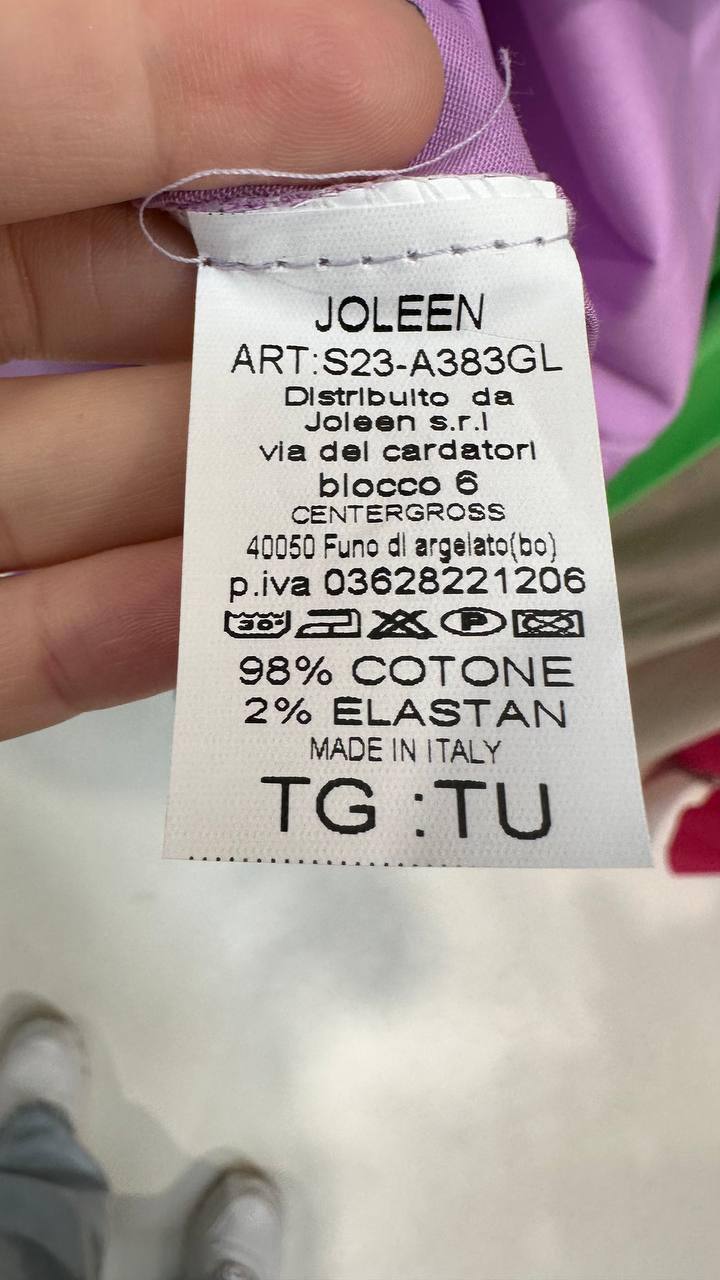 JOLEEN
ART:S23-A383GL
Distribuito da
Joleen s.r.l
via dei cardatori
blocco 6
CENTERGROSS
40050 Funo di argelato(bo)
p.iva 03628221206
30° P
98% COTONE
2% ELASTAN
MADE IN ITALY
TG :TU